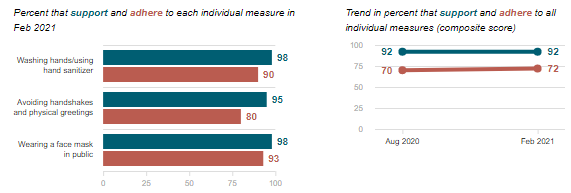 Percent that support and adhere to each individual measure in
Feb 2021
Washing hands/using
hand sanitizer
98
90
Avoiding handshakes
and physical greetings
95
80
Wearing a face mask
in public
98
93
0 25 50 75 100
Trend in percent that support and adhere to all
individual measures (composite score)
100
75
50
25
0
92 92
70 72
Aug 2020 Feb 2021